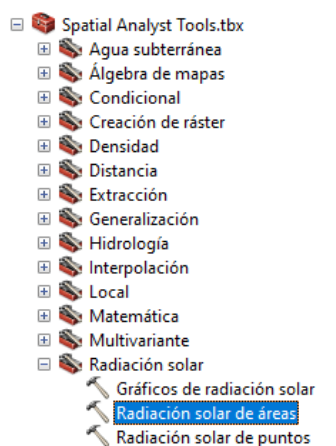 Spatial Analyst Tools.tbx
Agua subterránea
Álgebra de mapas
Condicional
Creación de ráster
Densidad
Distancia
Extracción
Generalización
Hidrología
Interpolación
Local
Matemática
Multivariante
Radiación solar
Gráficos de radiación solar
Radiación solar de áreas
Radiación solar de puntos